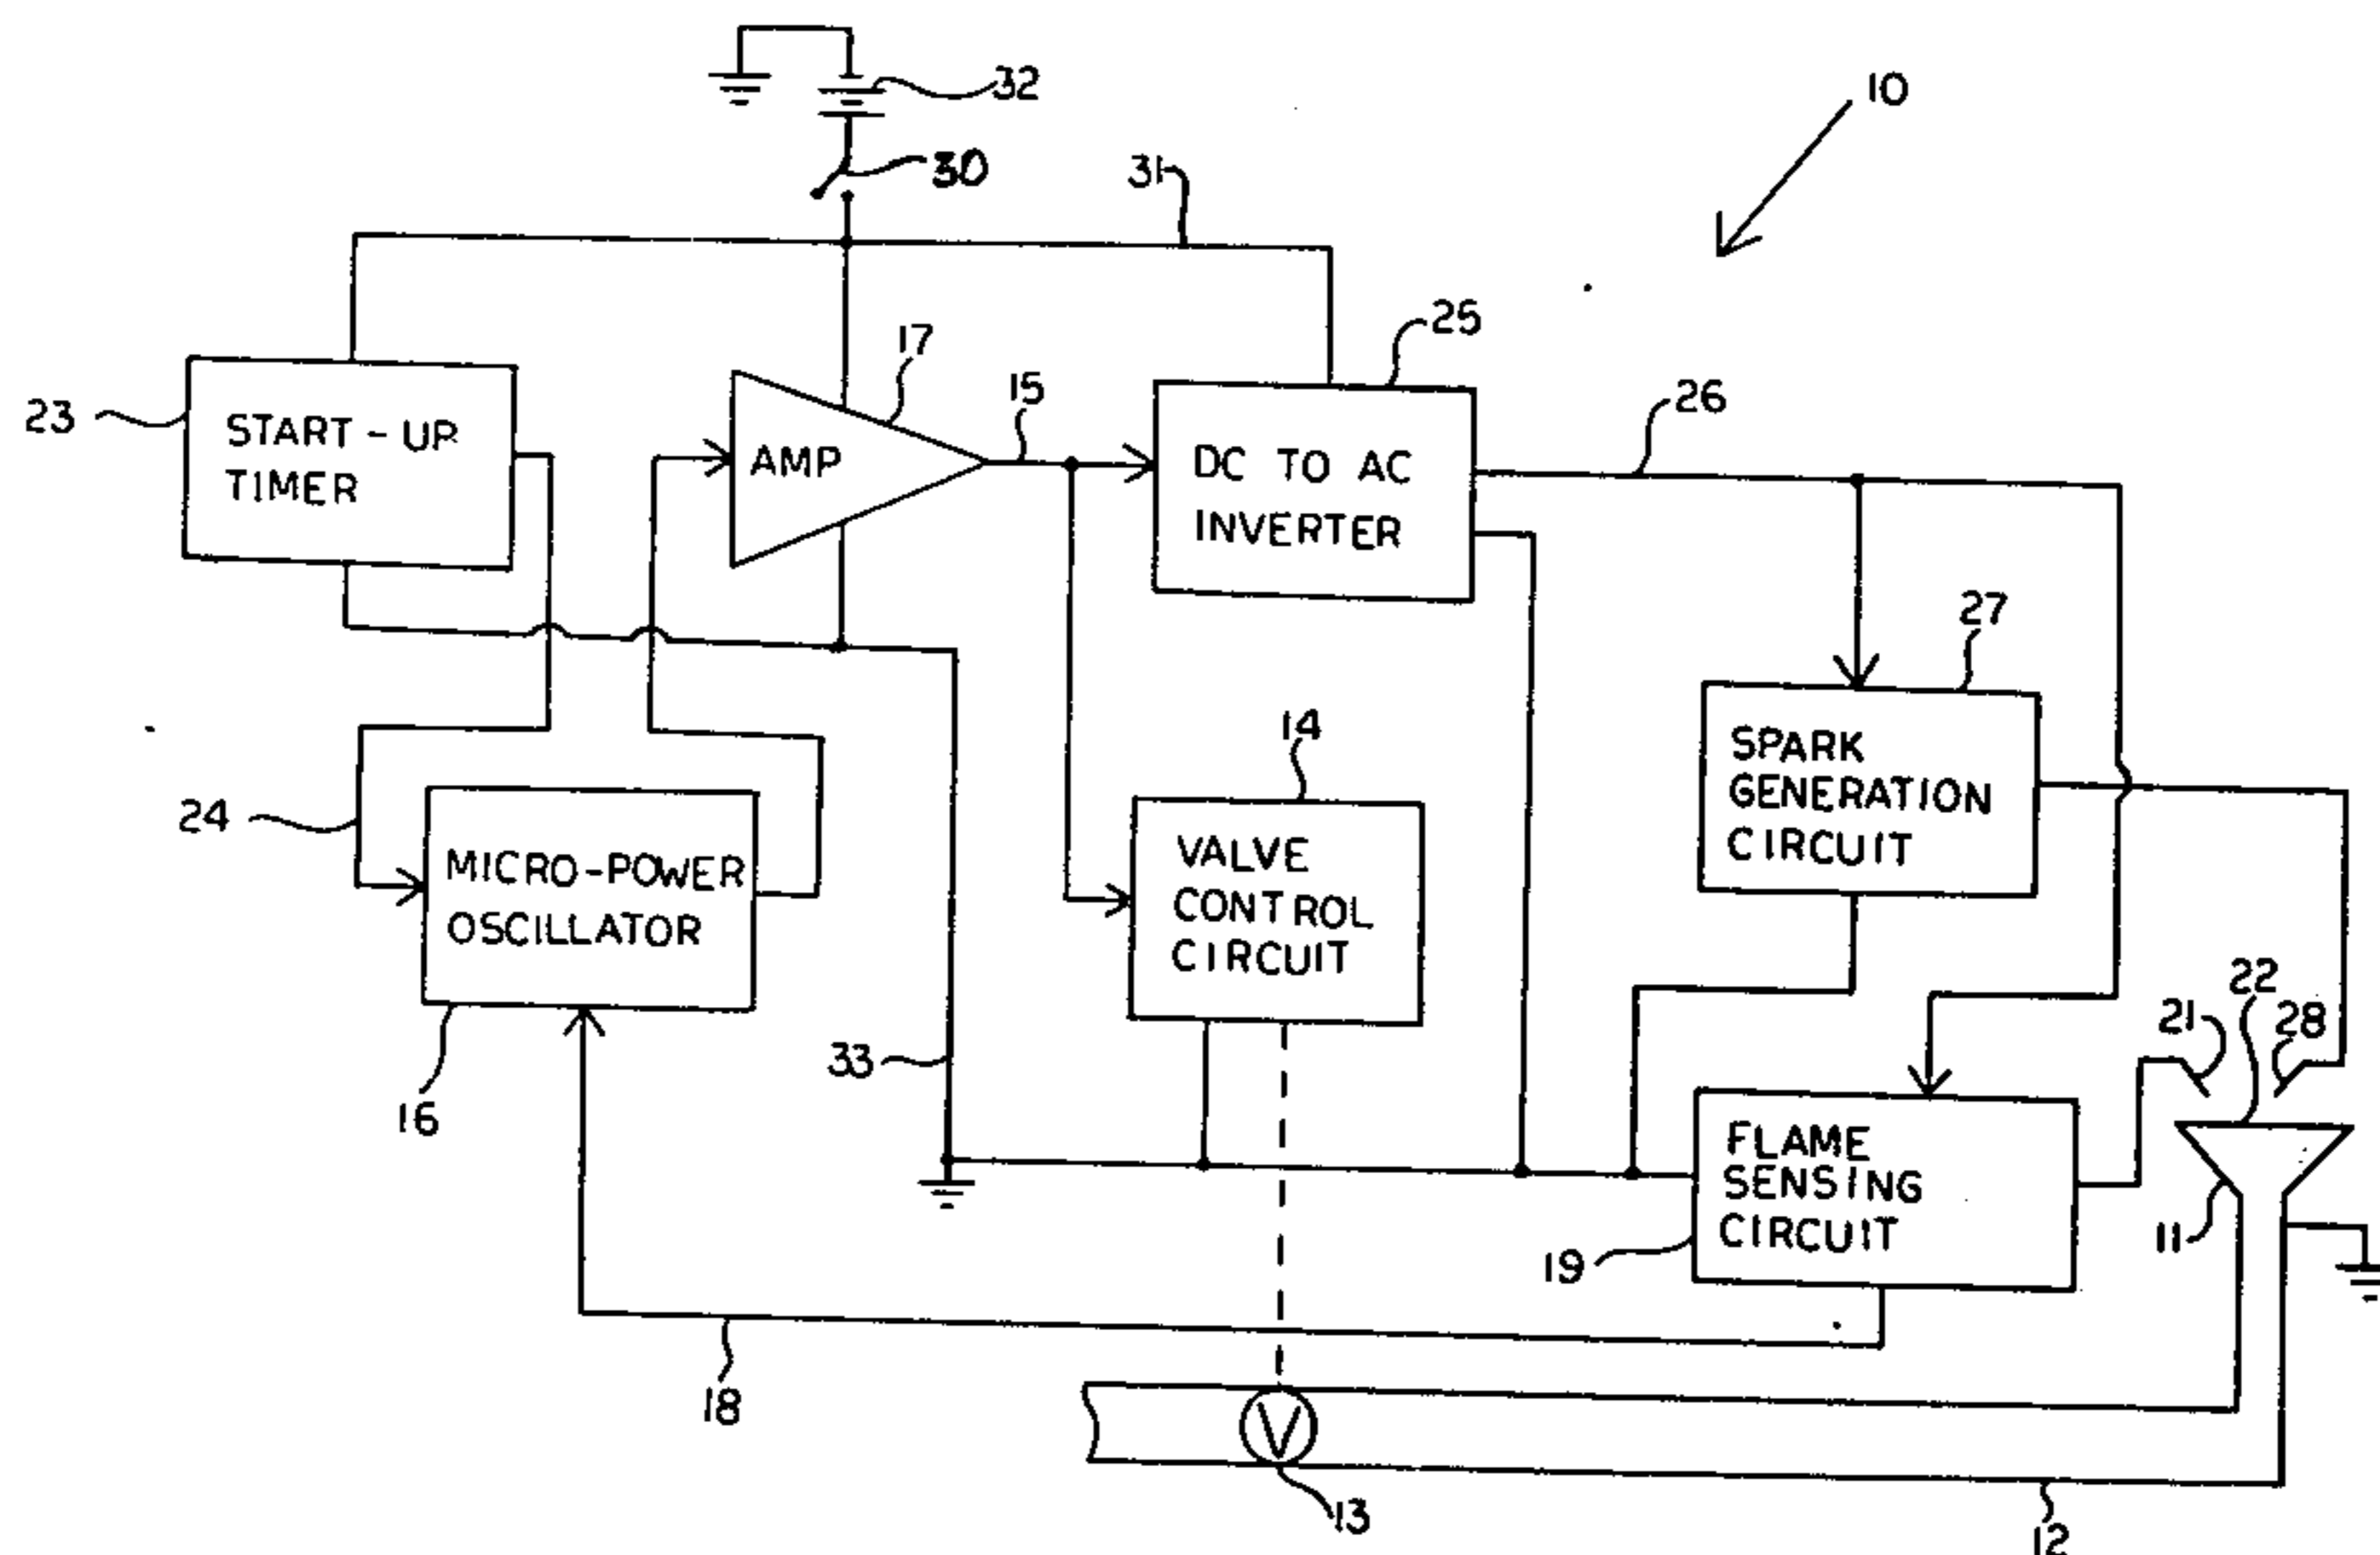 32
10
30
31
25
17
15
26
23
START-UP
TIMER
AMP
DC TO AC
INVERTER
27
14
SPARK
GENERATION
CIRCUIT
24
MICRO-POWER
OSCILLATOR
VALVE
CONTROL
CIRCUIT
22
21
28
33
16
FLAME
SENSING
CIRCUIT
11
19
18
V
13
12